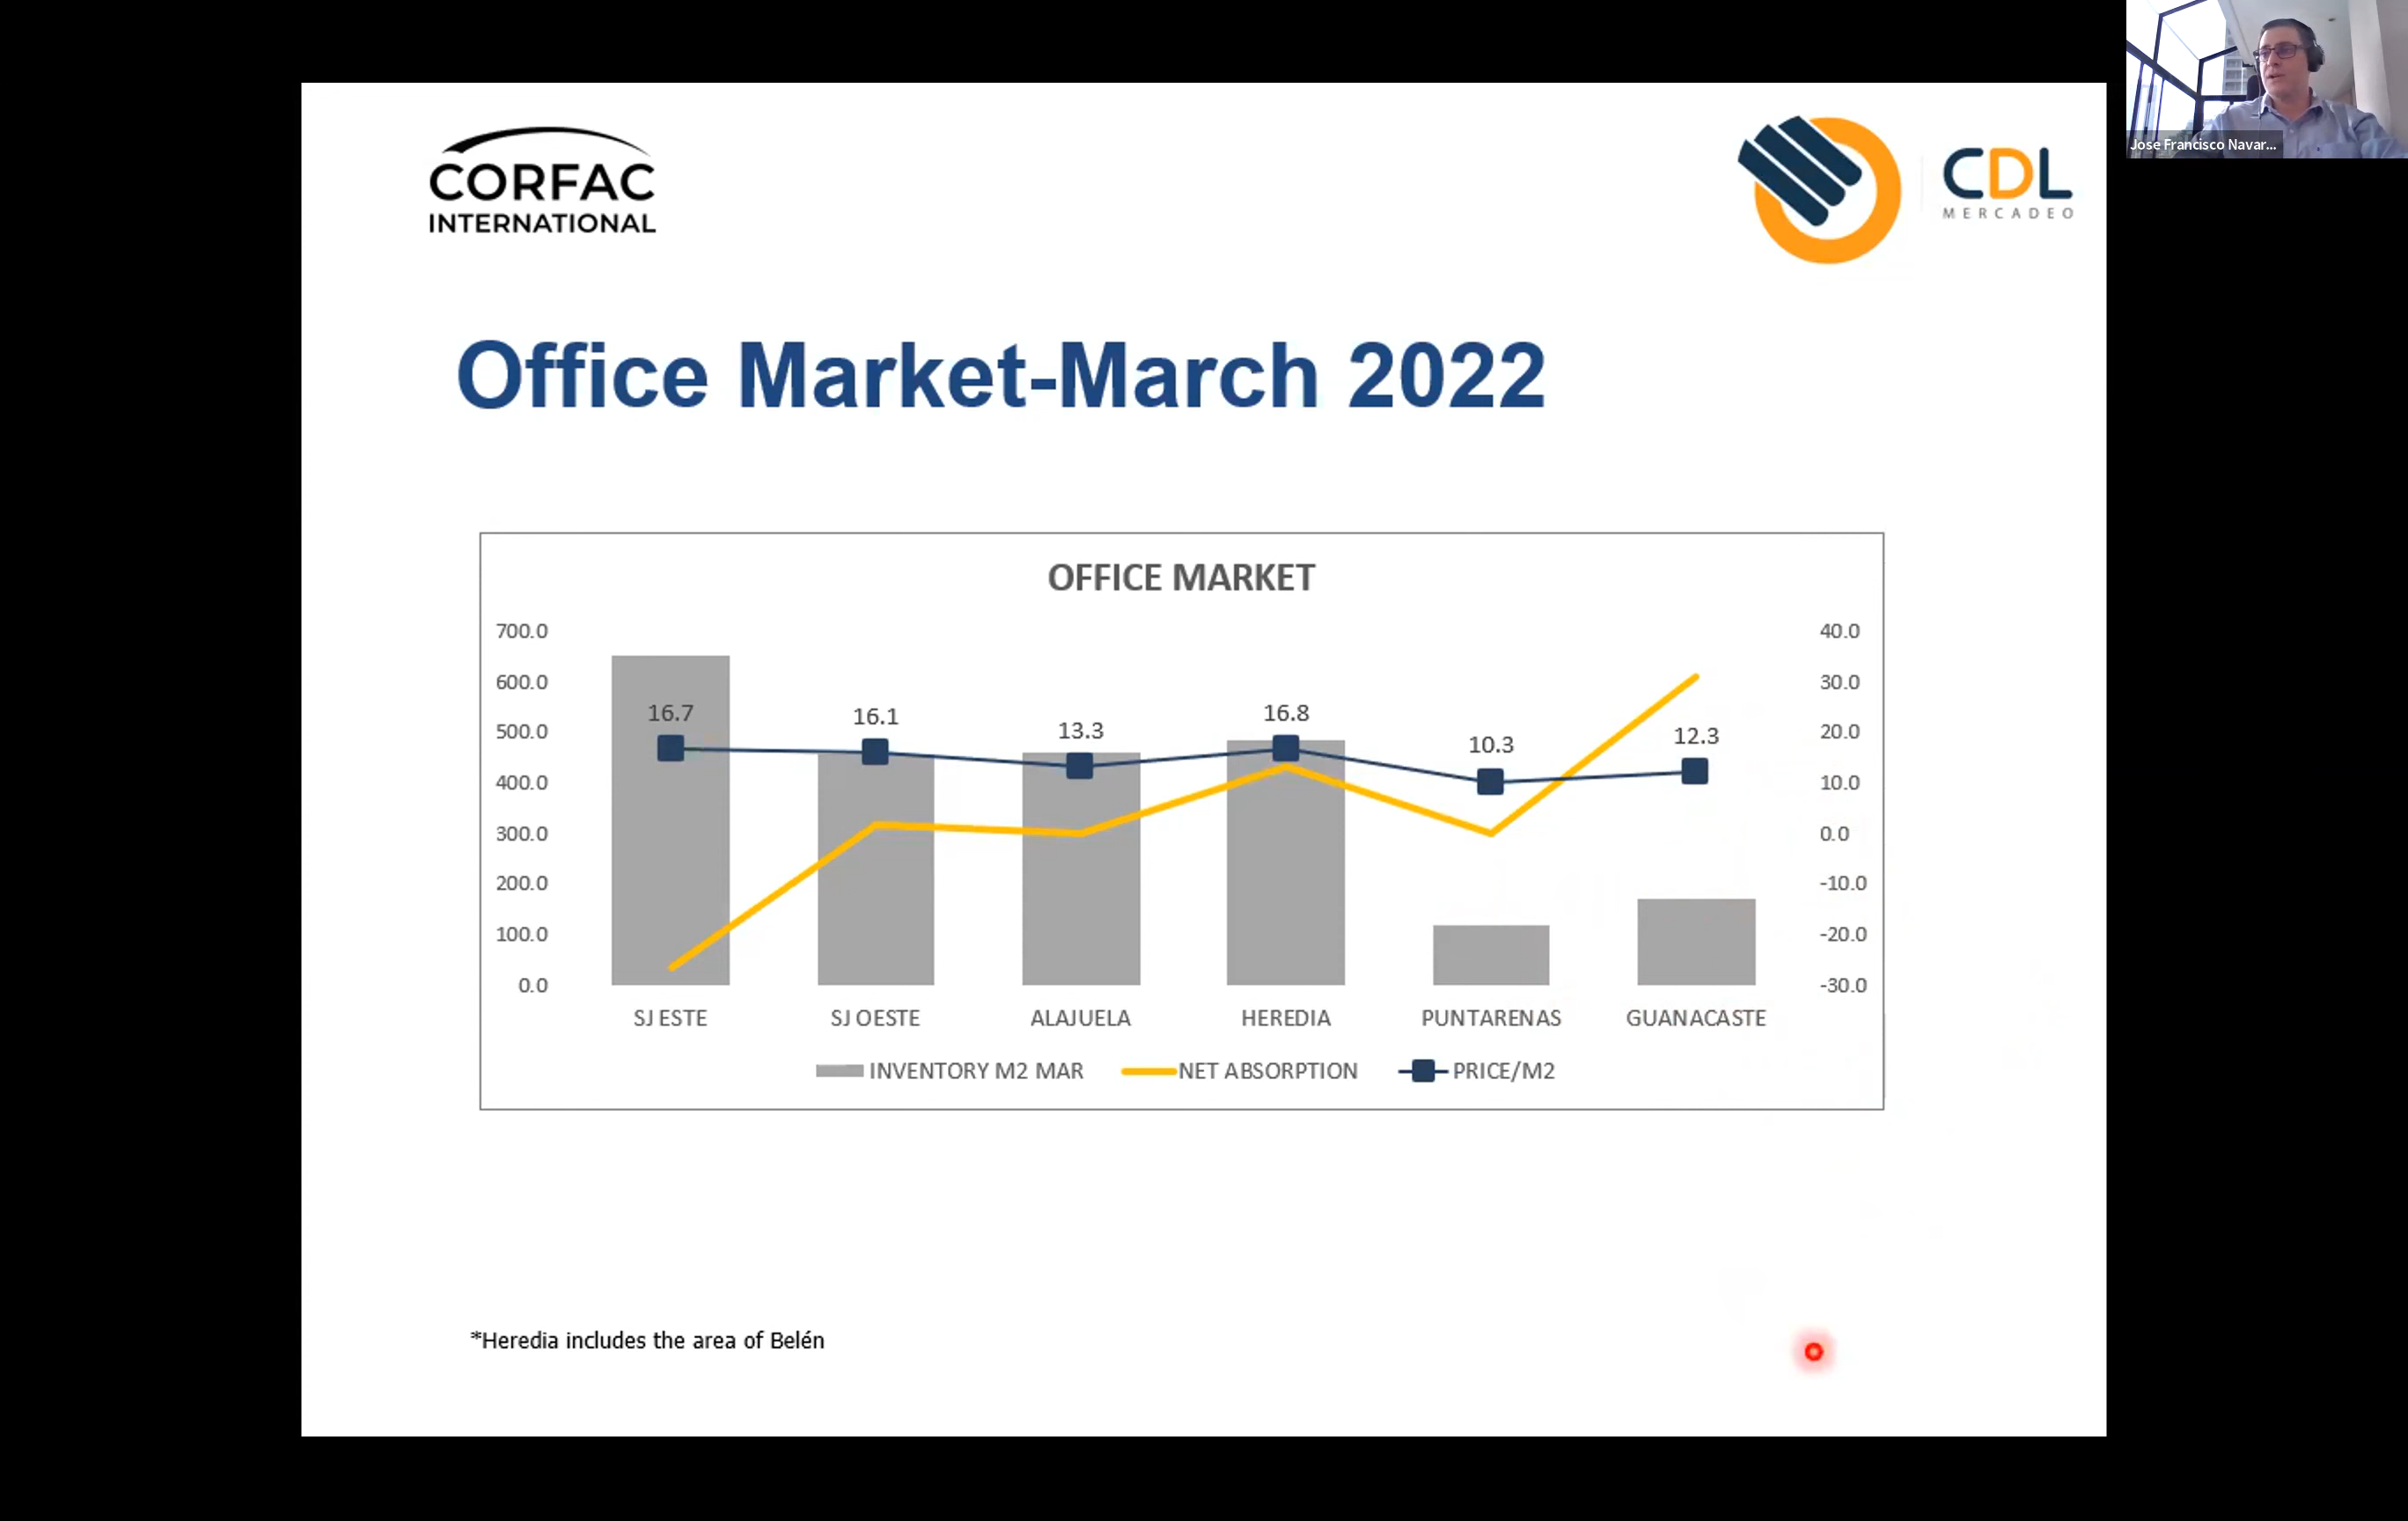 Jose Francisco Navar...
CORFAC
INTERNATIONAL
CDL
MERCADEO
Office Market-March 2022
OFFICE MARKET
700.0
600.0
500.0
400.0
300.0
200.0
100.0
0.0
40.0
30.0
20.0
10.0
0.0
-10.0
-20.0
-30.0
16.7
16.1
13.3
16.8
10.3
12.3
SJ ESTE
SJ OESTE
ALAJUELA
HEREDIA
PUNTARENAS
GUANACASTE
INVENTORY M2 MAR
NET ABSORPTION
PRICE/M2
*Heredia includes the area of Belén